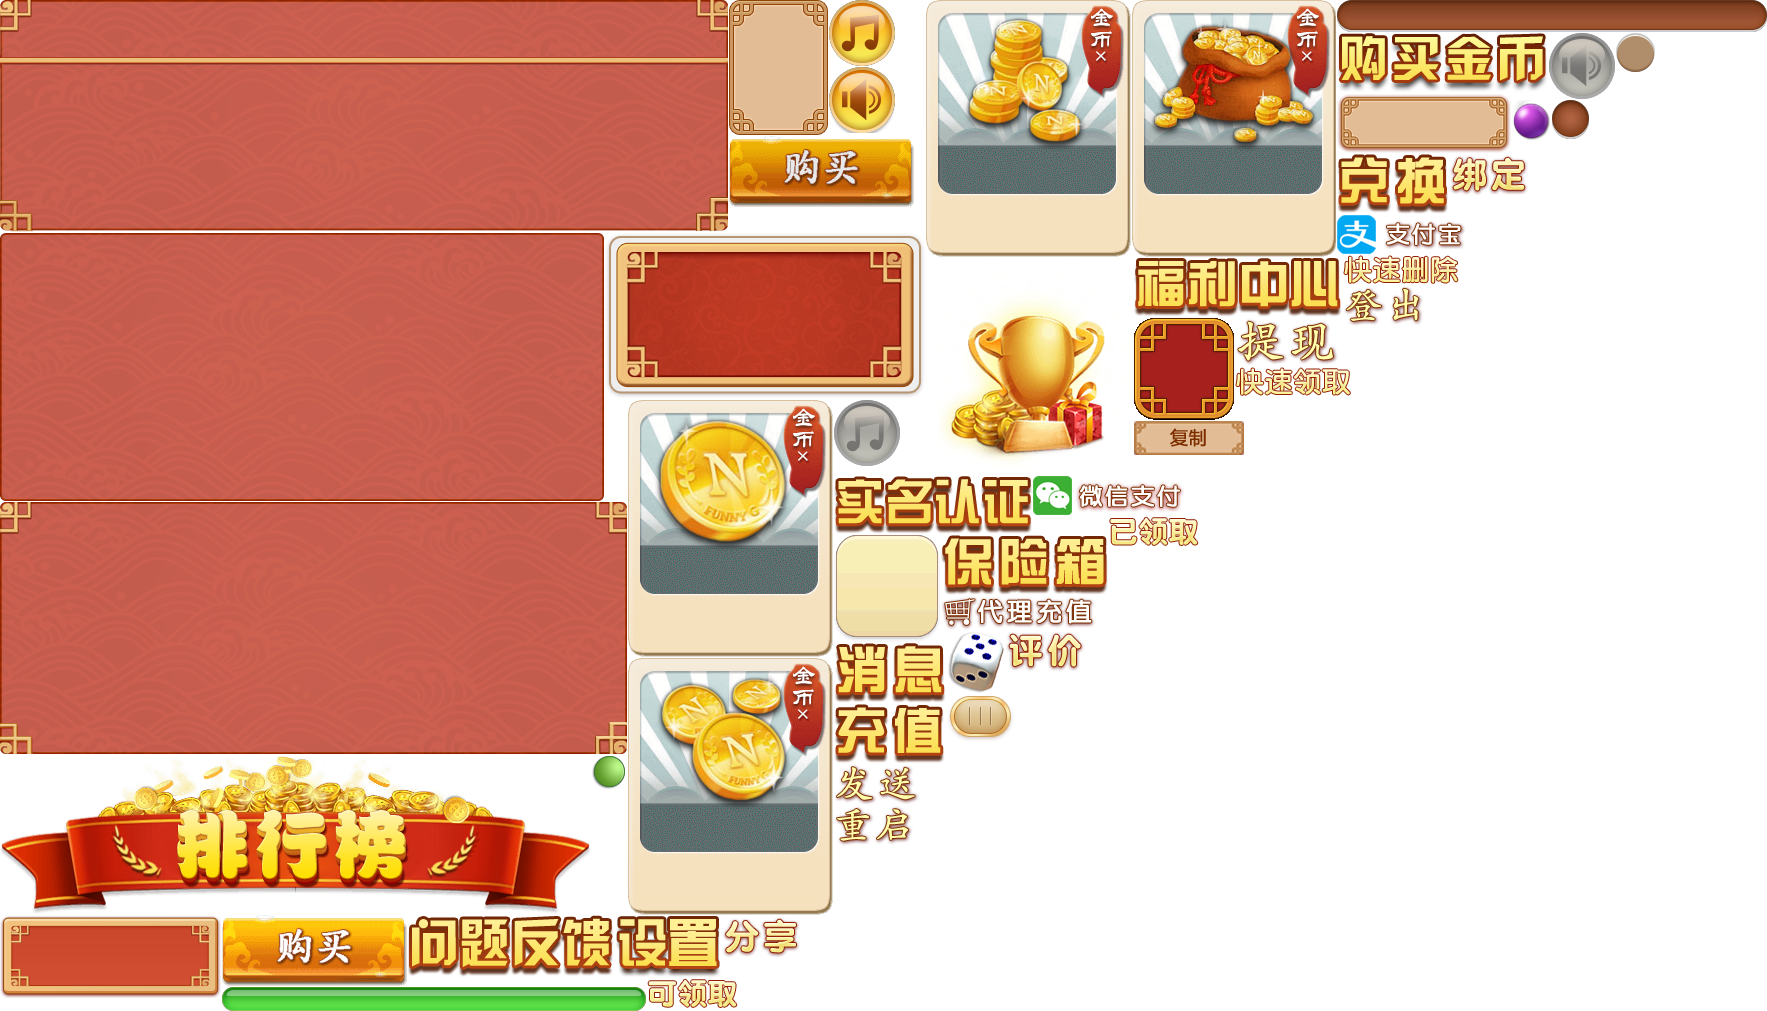 购买
金币×
金币×
购买金币
兑换
绑定
支 支付宝
福利中心
快速删除
登出
提现
快速领取
复制
金币×
N
FUNNY G
实名认证
微信支付
已领取
保险箱
代理充值
消息
评价
充值
金币×
N
FUNNY G
发送
重启
排行榜
购买
问题反馈
设置
分享
可领取